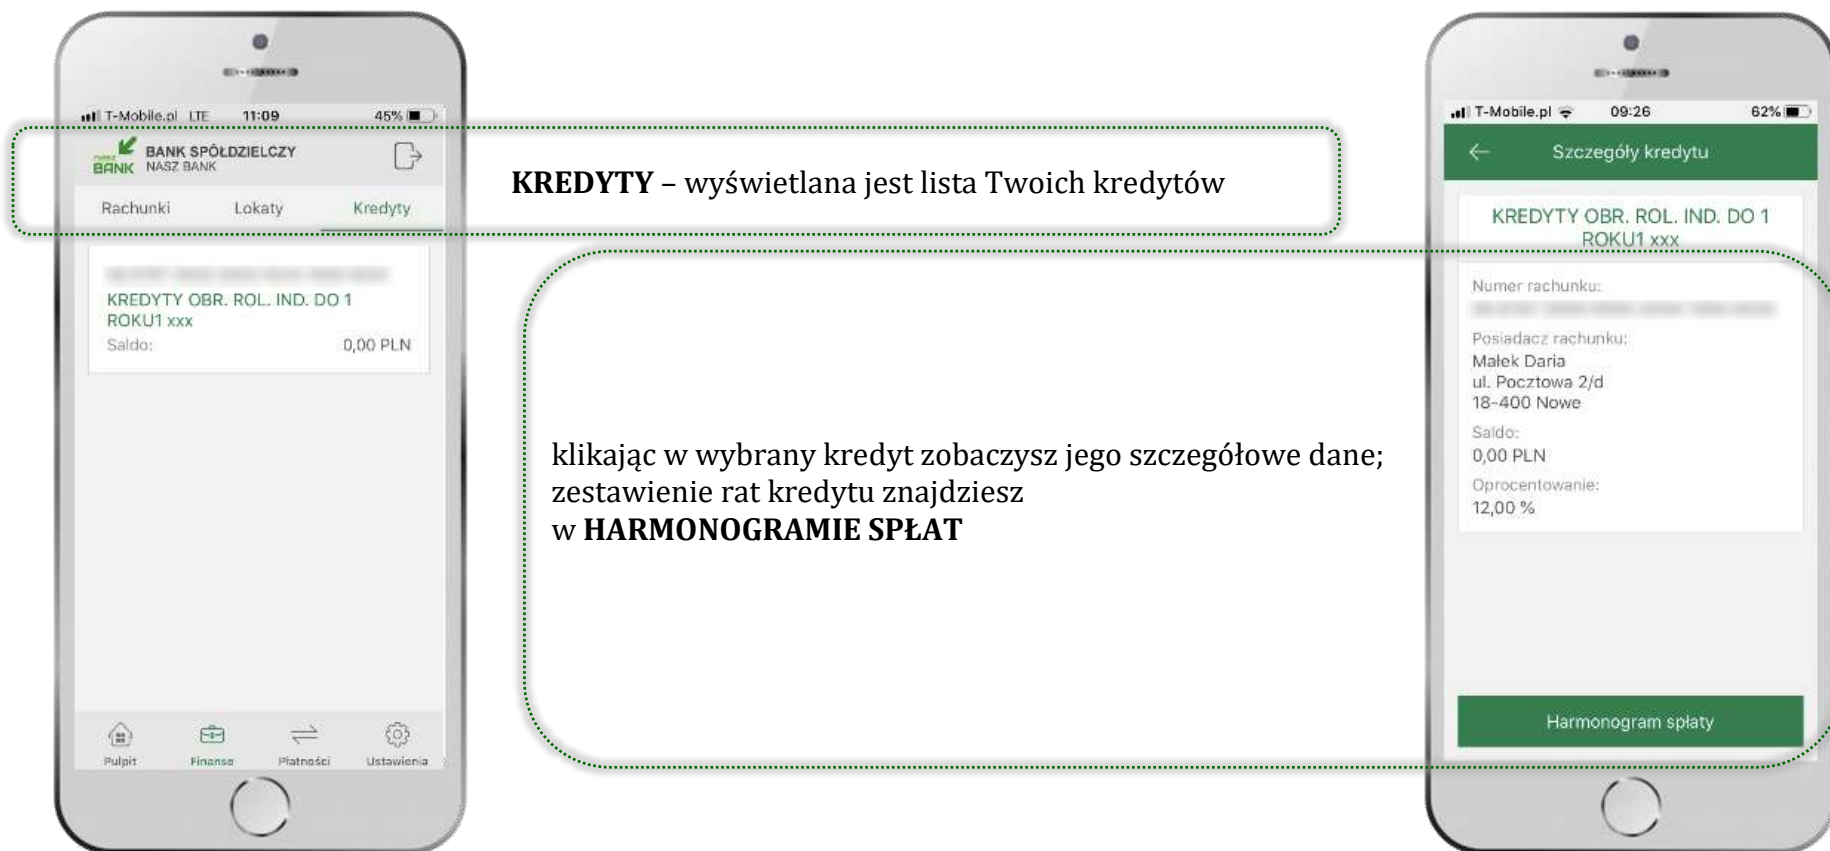 T-Mobile.pl LTE 11:09 45%
nasz BANK
BANK SPÓŁDZIELCZY
NASZ BANK
Rachunki Lokaty Kredyty
KREDYTY OBR. ROL. IND. DO 1
ROKU1 xxx
Saldo: 0,00 PLN
Pulpit Finanse Płatności Ustawienia
KREDYTY – wyświetlana jest lista Twoich kredytów
klikając w wybrany kredyt zobaczysz jego szczegółowe dane;
zestawienie rat kredytu znajdziesz
w HARMONOGRAMIE SPŁAT
T-Mobile.pl 09:26 62%
Szczegóły kredytu
KREDYTY OBR. ROL. IND. DO 1
ROKU1 xxx
Numer rachunku:
Posiadacz rachunku:
Małek Daria
ul. Pocztowa 2/d
18-400 Nowe
Saldo:
0,00 PLN
Oprocentowanie:
12,00 %
Harmonogram spłaty